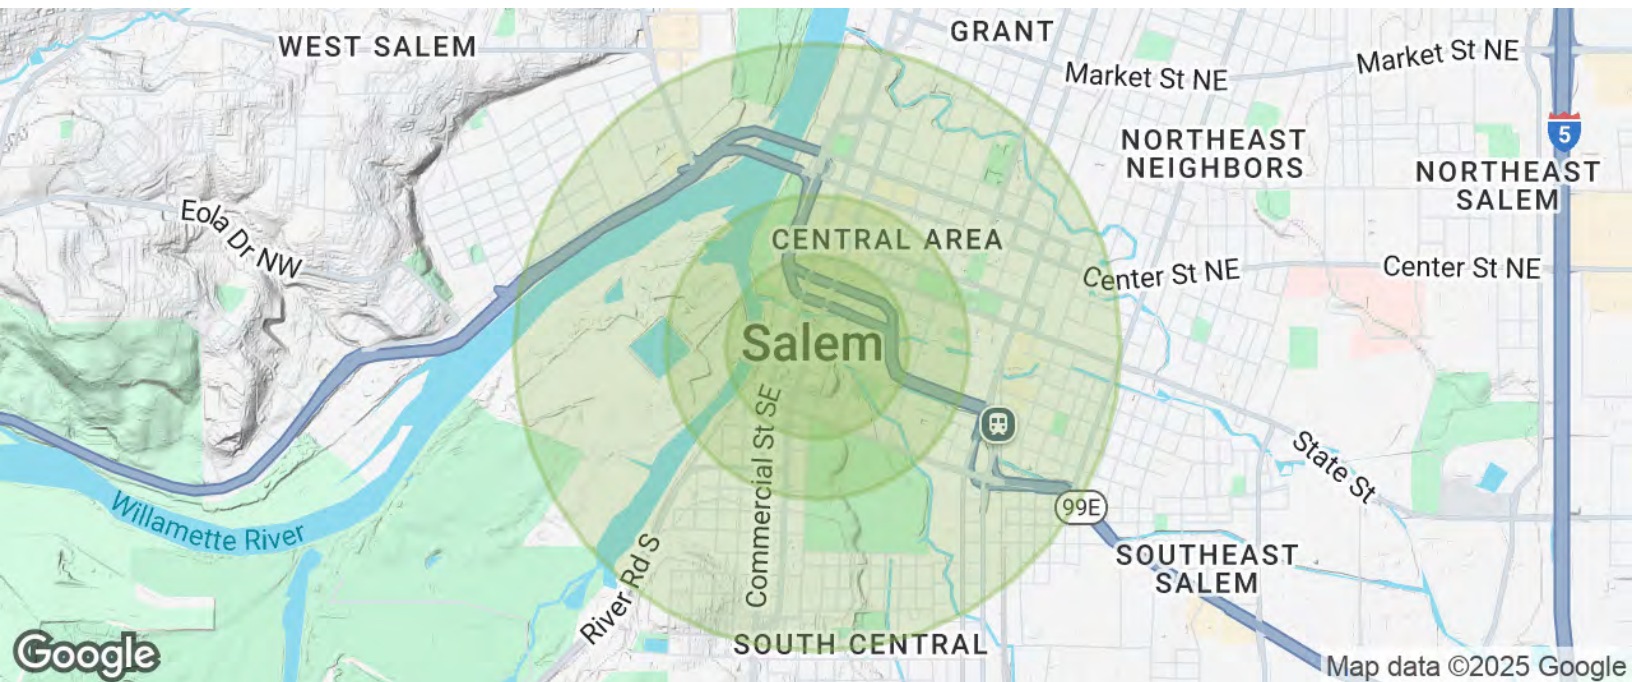 WEST SALEM
GRANT
Market St NE
Market St NE
5
NORTHEAST
NEIGHBORS
NORTHEAST
SALEM
Eola Dr NW
CENTRAL AREA
Center St NE
Center St NE
Salem
Commercial St SE
State St
99E
Willamette River
River Rd S
SOUTHEAST
SALEM
SOUTH CENTRAL
Google
Map data ©2025 Google